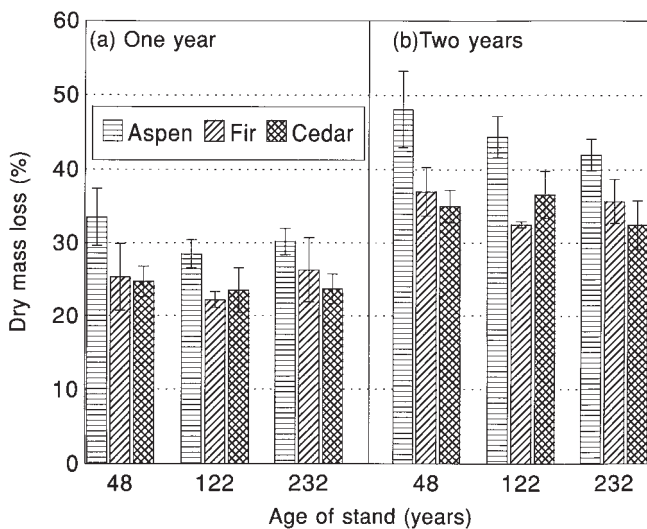 60
(a) One year
(b)Two years
50
Aspen
Fir
Cedar
40
30
20
10
0
Dry mass loss (%)
48
122
232
48
122
232
Age of stand (years)